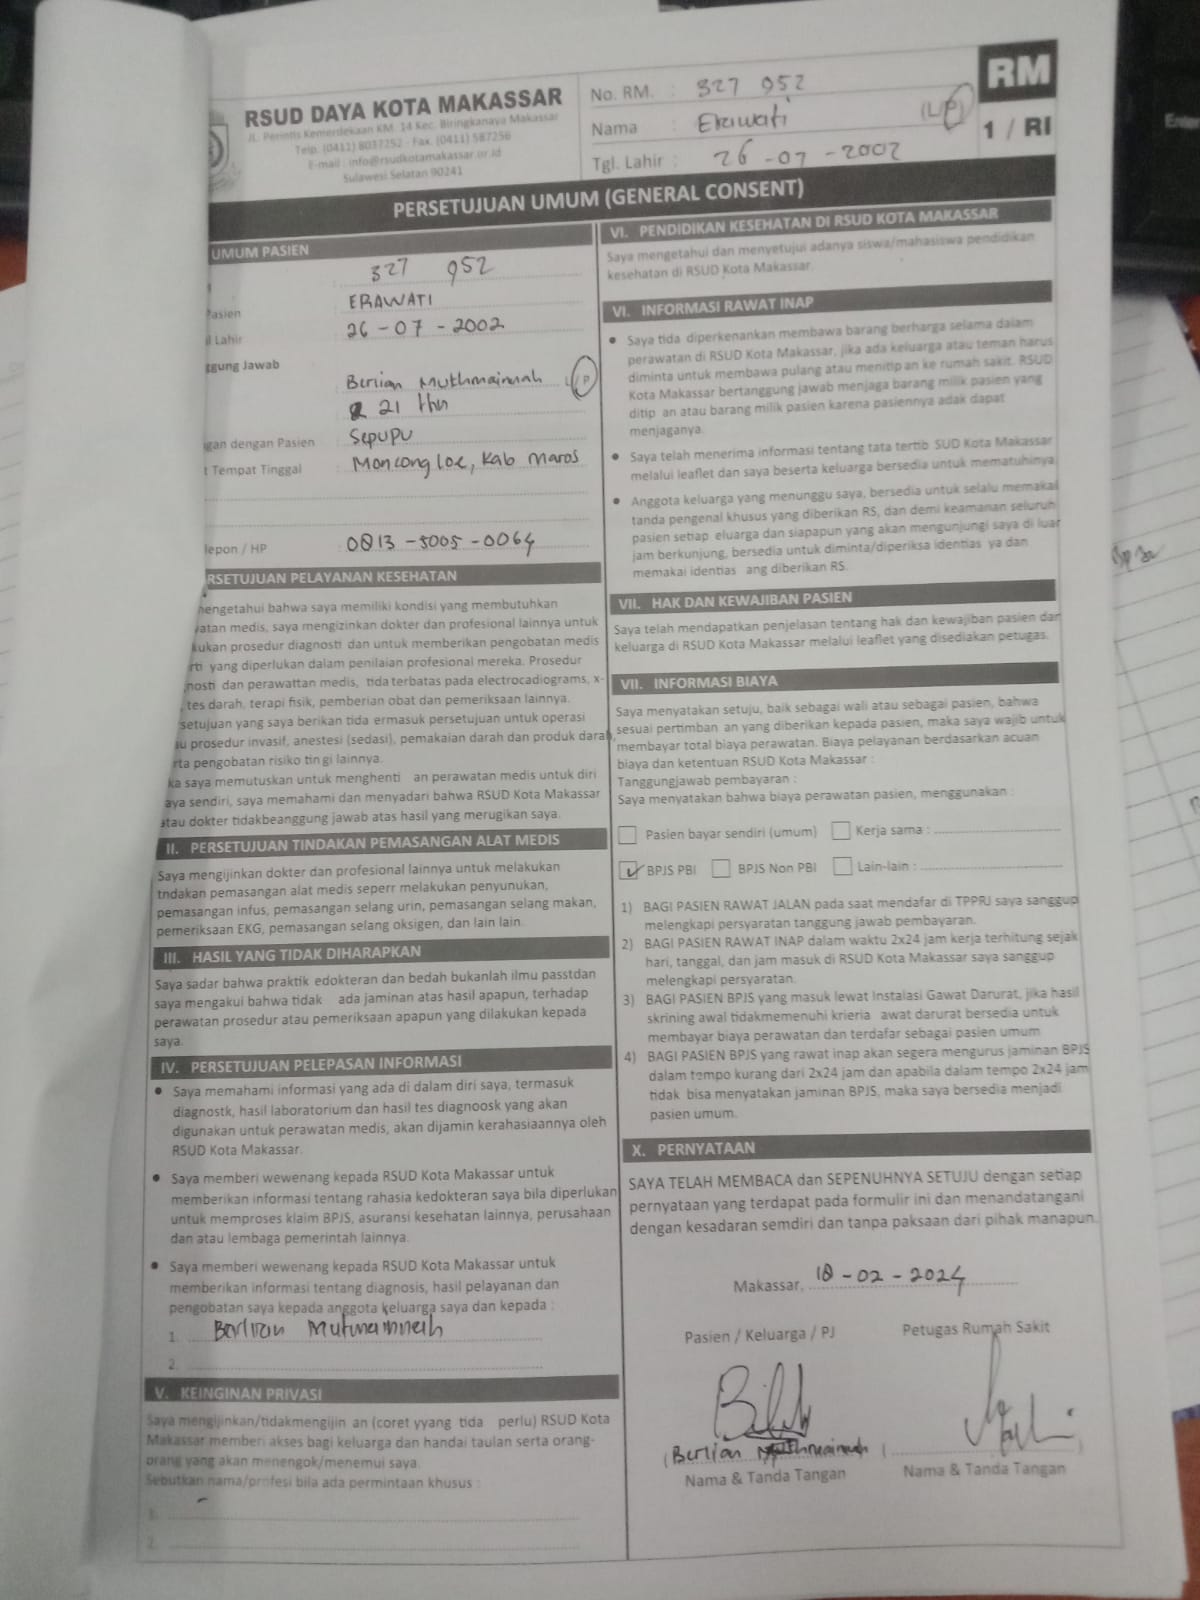 RSUD DAYA KOTA MAKASSAR
JL. Perintis Kemerdekaan KM. 14 Kec. Biringkanaya Makassar
Telp. (0411) 8037252 - Fax. (0411) 587256
E-mail : info@rsudkotamakassar.or.id
Sulawesi Selatan 90241
No. RM. : 327 952
Nama : Erawati (L/P)
Tgl. Lahir : 26 -07 -2002
RM
1 / RI
PERSETUJUAN UMUM (GENERAL CONSENT)
UMUM PASIEN
327 952
Pasien : ERAWATI
Lahir : 26 - 07 - 2002
ggung Jawab
Berlian Muthmainnah L/P
21 thn
gan dengan Pasien : Sepupu
t Tempat Tinggal : Moncongloe, Kab Maros
lepon / HP : 0813 -5005 -0064
RSETUJUAN PELAYANAN KESEHATAN
mengetahui bahwa saya memiliki kondisi yang membutuhkan
watan medis, saya mengizinkan dokter dan profesional lainnya untuk
kukan prosedur diagnosti dan untuk memberikan pengobatan medis
rti yang diperlukan dalam penilaian profesional mereka. Prosedur
gnosti dan perawattan medis, tida terbatas pada electrocadiograms, x-
, tes darah, terapi fisik, pemberian obat dan pemeriksaan lainnya.
setujuan yang saya berikan tida ermasuk persetujuan untuk operasi
au prosedur invasif, anestesi (sedasi), pemakaian darah dan produk darah,
rta pengobatan risiko tin gi lainnya.
ka saya memutuskan untuk menghenti an perawatan medis untuk diri
aya sendiri, saya memahami dan menyadari bahwa RSUD Kota Makassar
atau dokter tidakbeanggung jawab atas hasil yang merugikan saya.
II. PERSETUJUAN TINDAKAN PEMASANGAN ALAT MEDIS
Saya mengijinkan dokter dan profesional lainnya untuk melakukan
tndakan pemasangan alat medis seperr melakukan penyunukan,
pemasangan infus, pemasangan selang urin, pemasangan selang makan,
pemeriksaan EKG, pemasangan selang oksigen, dan lain lain.
III. HASIL YANG TIDAK DIHARAPKAN
Saya sadar bahwa praktik edokteran dan bedah bukanlah ilmu passtdan
saya mengakui bahwa tidak ada jaminan atas hasil apapun, terhadap
perawatan prosedur atau pemeriksaan apapun yang dilakukan kepada
saya.
IV. PERSETUJUAN PELEPASAN INFORMASI
• Saya memahami informasi yang ada di dalam diri saya, termasuk
diagnostk, hasil laboratorium dan hasil tes diagnoosk yang akan
digunakan untuk perawatan medis, akan dijamin kerahasiaannya oleh
RSUD Kota Makassar.
• Saya memberi wewenang kepada RSUD Kota Makassar untuk
memberikan informasi tentang rahasia kedokteran saya bila diperlukan
untuk memproses klaim BPJS, asuransi kesehatan lainnya, perusahaan
dan atau lembaga pemerintah lainnya.
• Saya memberi wewenang kepada RSUD Kota Makassar untuk
memberikan informasi tentang diagnosis, hasil pelayanan dan
pengobatan saya kepada anggota keluarga saya dan kepada :
1. Berlian Mutmainnah
2.
V. KEINGINAN PRIVASI
Saya mengijinkan/tidakmengijin an (coret yyang tida perlu) RSUD Kota
Makassar memberi akses bagi keluarga dan handai taulan serta orang-
orang yang akan menengok/menemui saya.
Sebutkan nama/profesi bila ada permintaan khusus :
1.
2.
VI. PENDIDIKAN KESEHATAN DI RSUD KOTA MAKASSAR
Saya mengetahui dan menyetujui adanya siswa/mahasiswa pendidikan
kesehatan di RSUD Kota Makassar.
VI. INFORMASI RAWAT INAP
• Saya tida diperkenankan membawa barang berharga selama dalam
perawatan di RSUD Kota Makassar, jika ada keluarga atau teman harus
diminta untuk membawa pulang atau menitip an ke rumah sakit. RSUD
Kota Makassar bertanggung jawab menjaga barang milik pasien yang
ditip an atau barang milik pasien karena pasiennya adak dapat
menjaganya.
• Saya telah menerima informasi tentang tata tertib SUD Kota Makassar
melalui leaflet dan saya beserta keluarga bersedia untuk mematuhinya
• Anggota keluarga yang menunggu saya, bersedia untuk selalu memakai
tanda pengenal khusus yang diberikan RS, dan demi keamanan seluruh
pasien setiap eluarga dan siapapun yang akan mengunjungi saya di luar
jam berkunjung, bersedia untuk diminta/diperiksa identias ya dan
memakai identias ang diberikan RS.
VII. HAK DAN KEWAJIBAN PASIEN
Saya telah mendapatkan penjelasan tentang hak dan kewajiban pasien dan
keluarga di RSUD Kota Makassar melalui leaflet yang disediakan petugas.
VII. INFORMASI BIAYA
Saya menyatakan setuju, baik sebagai wali atau sebagai pasien, bahwa
sesuai pertimban an yang diberikan kepada pasien, maka saya wajib untuk
membayar total biaya perawatan. Biaya pelayanan berdasarkan acuan
biaya dan ketentuan RSUD Kota Makassar :
Tanggungjawab pembayaran :
Saya menyatakan bahwa biaya perawatan pasien, menggunakan :
Pasien bayar sendiri (umum) Kerja sama :
✓ BPJS PBI BPJS Non PBI Lain-lain :
1) BAGI PASIEN RAWAT JALAN pada saat mendafar di TPPRJ saya sanggup
melengkapi persyaratan tanggung jawab pembayaran.
2) BAGI PASIEN RAWAT INAP dalam waktu 2x24 jam kerja terhitung sejak
hari, tanggal, dan jam masuk di RSUD Kota Makassar saya sanggup
melengkapi persyaratan.
3) BAGI PASIEN BPJS yang masuk lewat Instalasi Gawat Darurat, jika hasil
skrining awal tidakmemenuhi krieria awat darurat bersedia untuk
membayar biaya perawatan dan terdafar sebagai pasien umum
4) BAGI PASIEN BPJS yang rawat inap akan segera mengurus jaminan BPJS
dalam tempo kurang dari 2x24 jam dan apabila dalam tempo 2x24 jam
tidak bisa menyatakan jaminan BPJS, maka saya bersedia menjadi
pasien umum.
X. PERNYATAAN
SAYA TELAH MEMBACA dan SEPENUHNYA SETUJU dengan setiap
pernyataan yang terdapat pada formulir ini dan menandatangani
dengan kesadaran semdiri dan tanpa paksaan dari pihak manapun.
Makassar, 18 -02 - 2024
Pasien / Keluarga / PJ Petugas Rumah Sakit
(Berlian Muthmainnah ( )
Nama & Tanda Tangan Nama & Tanda Tangan